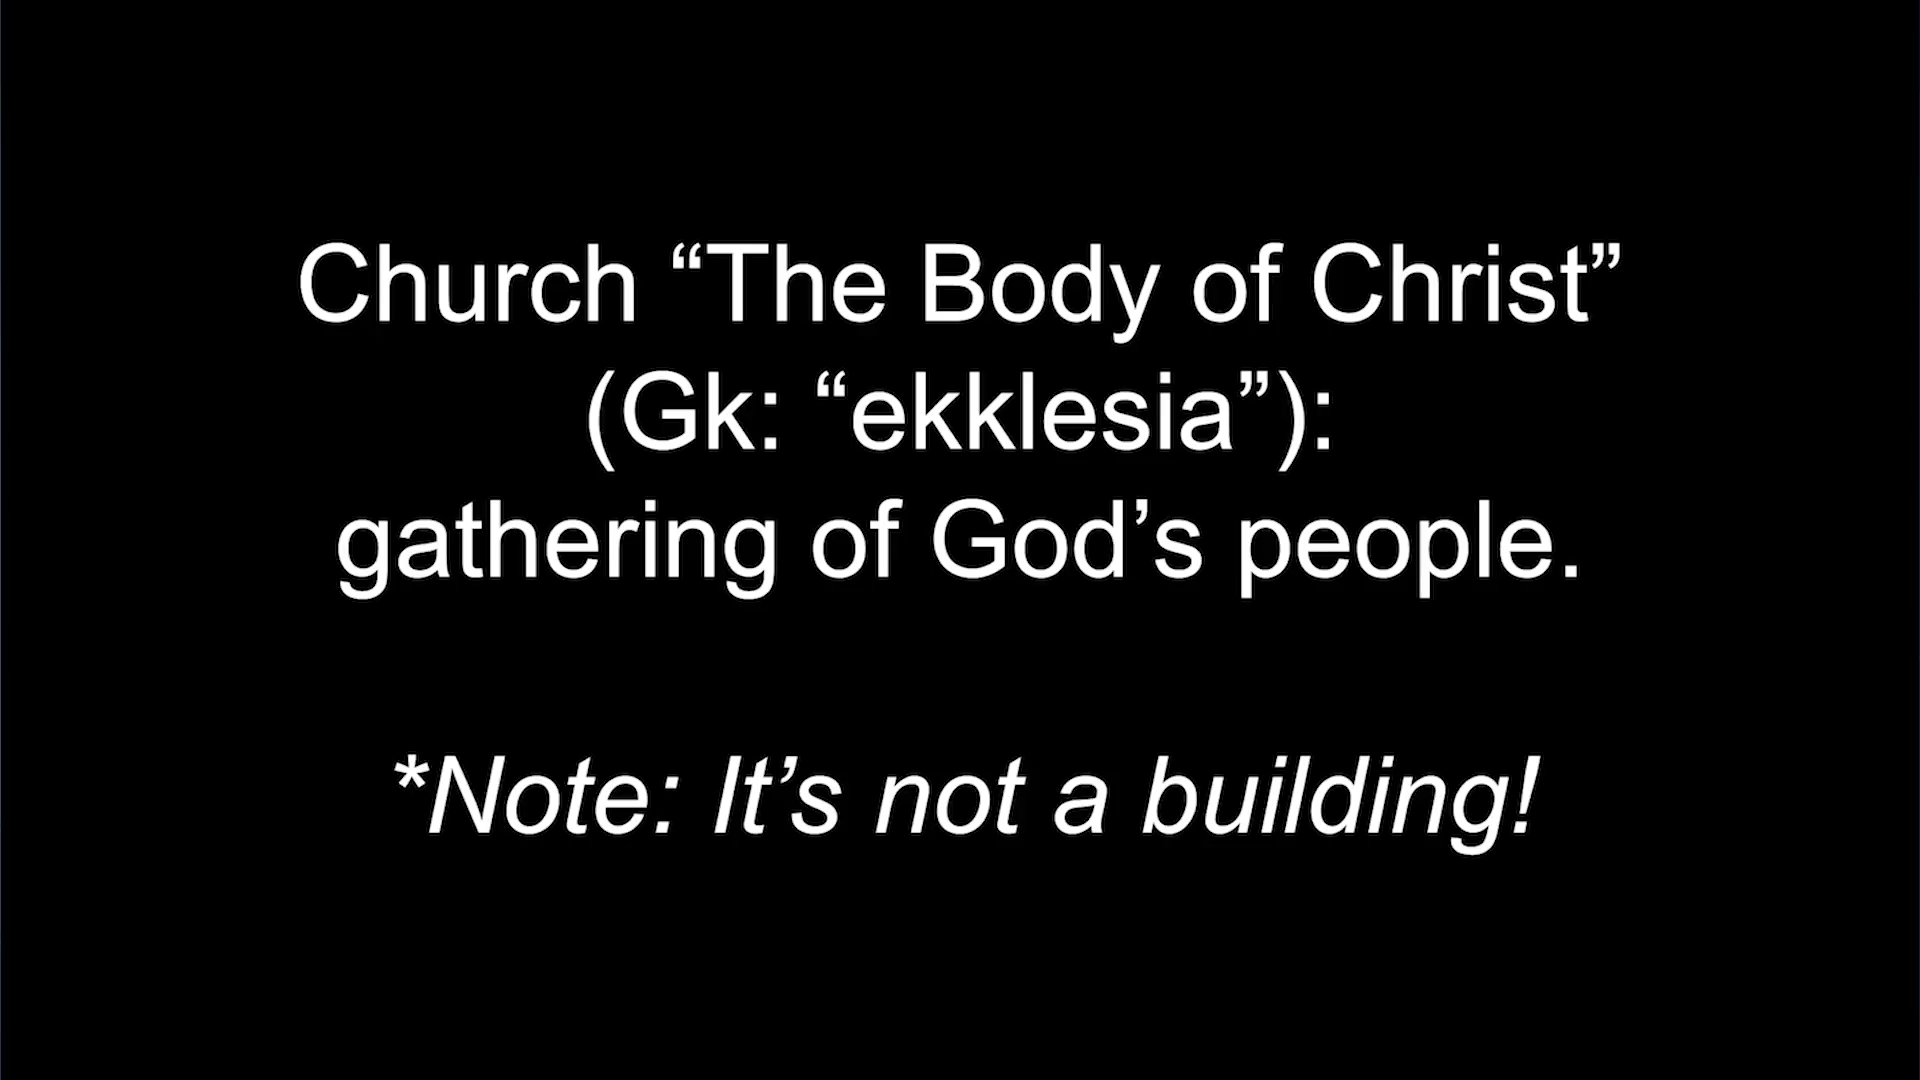 Church “The Body of Christ”
(Gk: “ekklesia”):
gathering of God’s people.
*Note: It’s not a building!